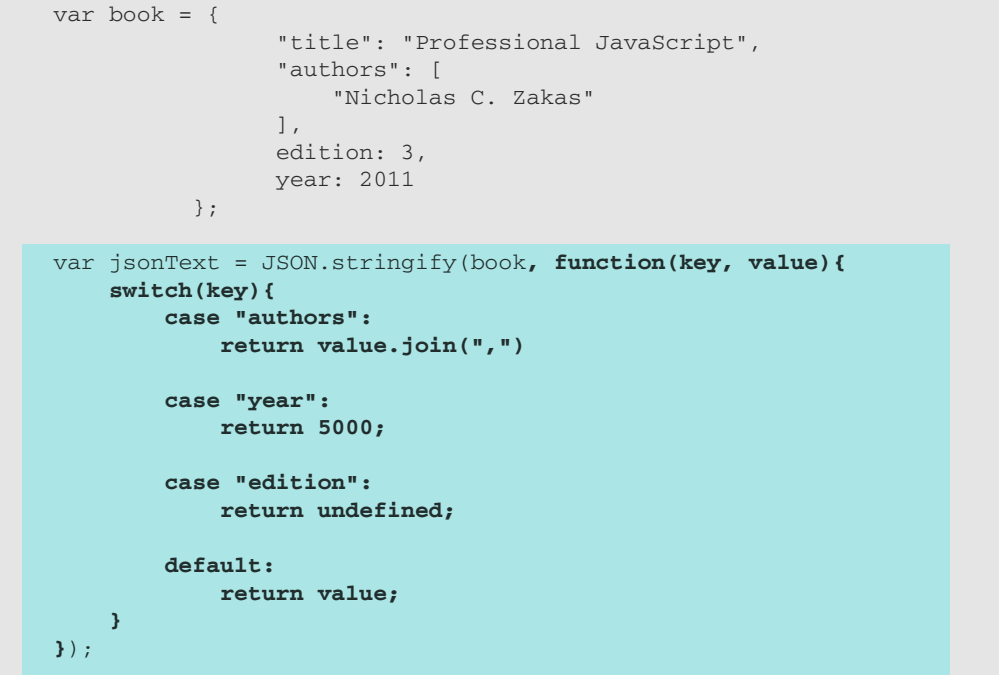 var book = {
                "title": "Professional JavaScript",
                "authors": [
                    "Nicholas C. Zakas"
                ],
                edition: 3,
                year: 2011
          };

var jsonText = JSON.stringify(book, function(key, value){
    switch(key){
        case "authors":
            return value.join(",")

        case "year":
            return 5000;

        case "edition":
            return undefined;

        default:
            return value;
    }
});